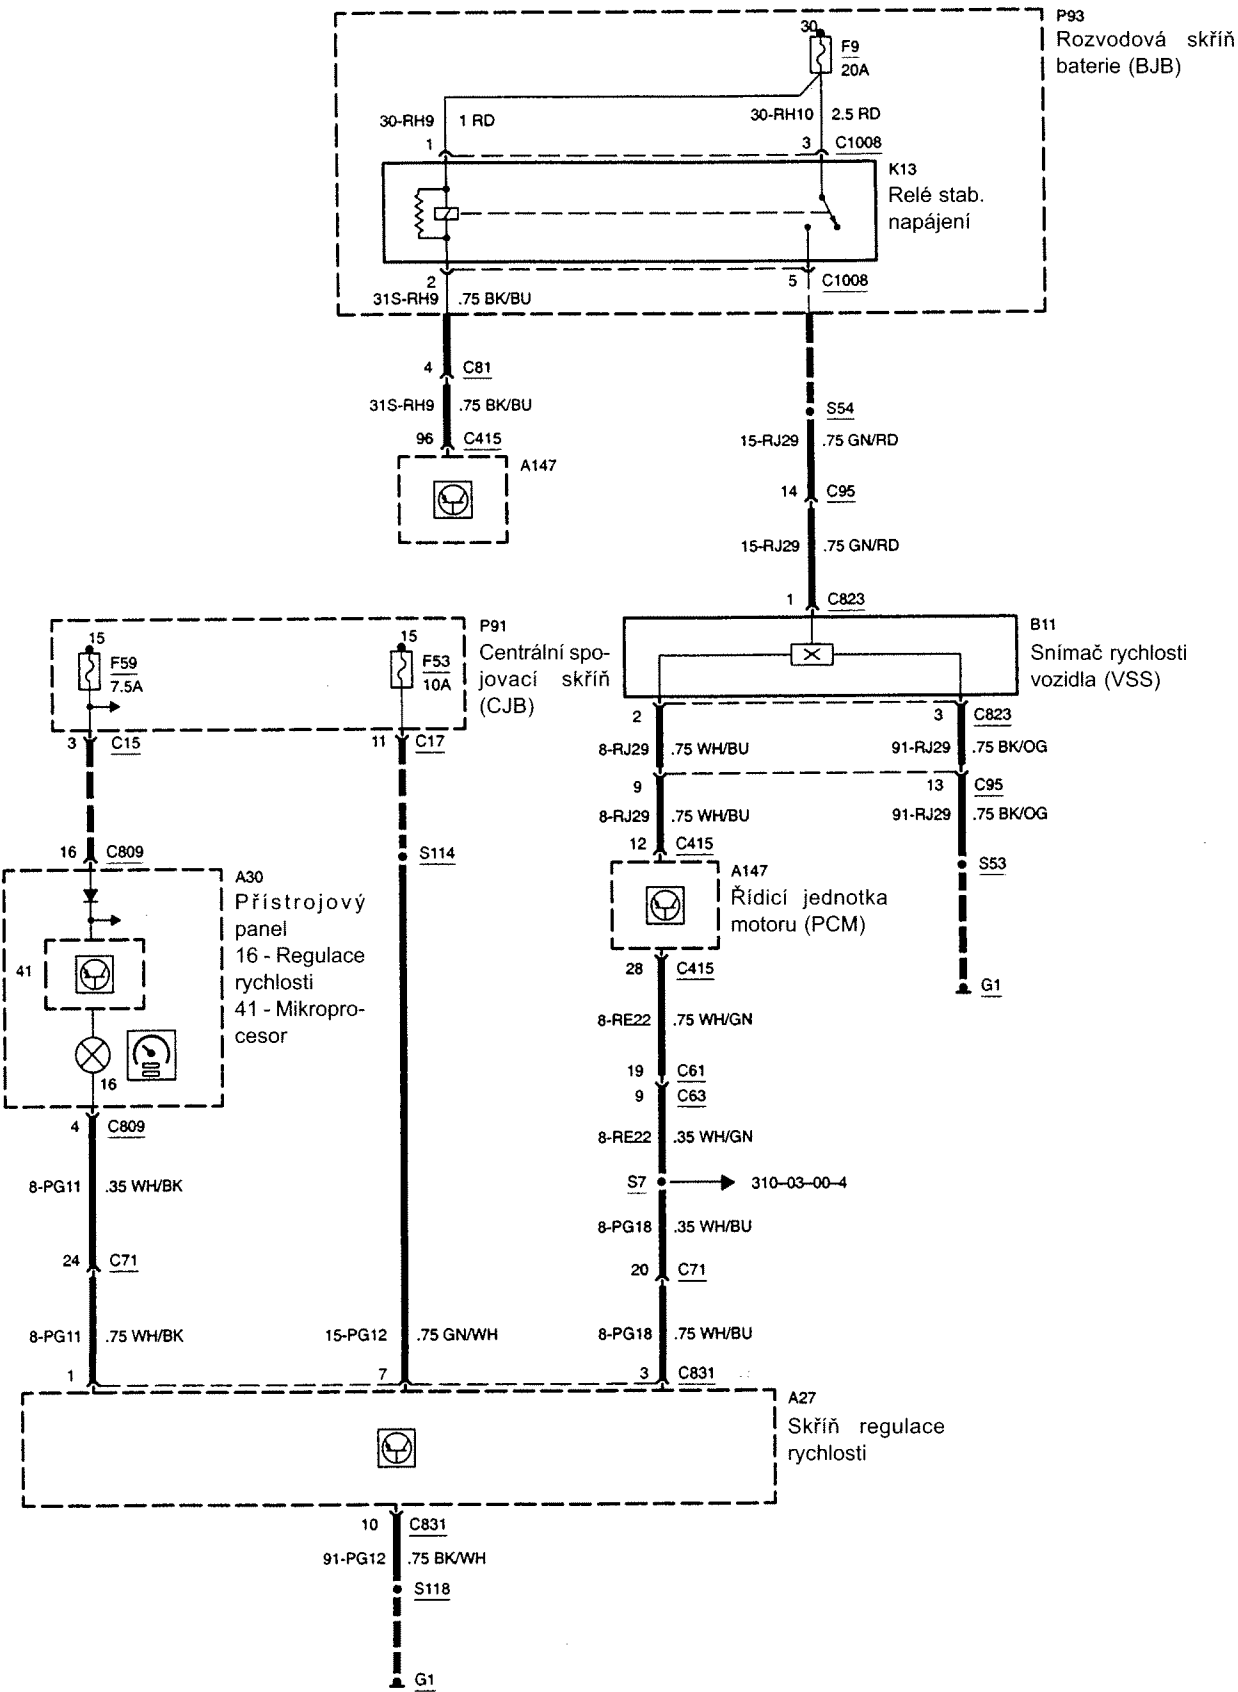 P93
Rozvodová skříň
baterie (BJB)
30
F9
20A
30-RH9 1 RD
30-RH10 2.5 RD
1
3 C1008
K13
Relé stab.
napájení
2
5 C1008
31S-RH9 .75 BK/BU
4 C81
31S-RH9 .75 BK/BU
96 C415
A147
S54
15-RJ29 .75 GN/RD
14 C95
15-RJ29 .75 GN/RD
1 C823
B11
Snímač rychlosti
vozidla (VSS)
P91
Centrální spo-
jovací skříň
(CJB)
15
F59
7.5A
15
F53
10A
3 C15
11 C17
2
3 C823
8-RJ29 .75 WH/BU
91-RJ29 .75 BK/OG
9
13 C95
8-RJ29 .75 WH/BU
91-RJ29 .75 BK/OG
12 C415
S53
G1
16 C809
S114
A30
Přístrojový
panel
16 - Regulace
rychlosti
41 - Mikropro-
cesor
41
16
A147
Řídicí jednotka
motoru (PCM)
28 C415
8-RE22 .75 WH/GN
19 C61
9 C63
8-RE22 .35 WH/GN
S7 310-03-00-4
8-PG18 .35 WH/BU
20 C71
8-PG18 .75 WH/BU
4 C809
8-PG11 .35 WH/BK
24 C71
8-PG11 .75 WH/BK
15-PG12 .75 GN/WH
1
7
3 C831
A27
Skříň regulace
rychlosti
10 C831
91-PG12 .75 BK/WH
S118
G1